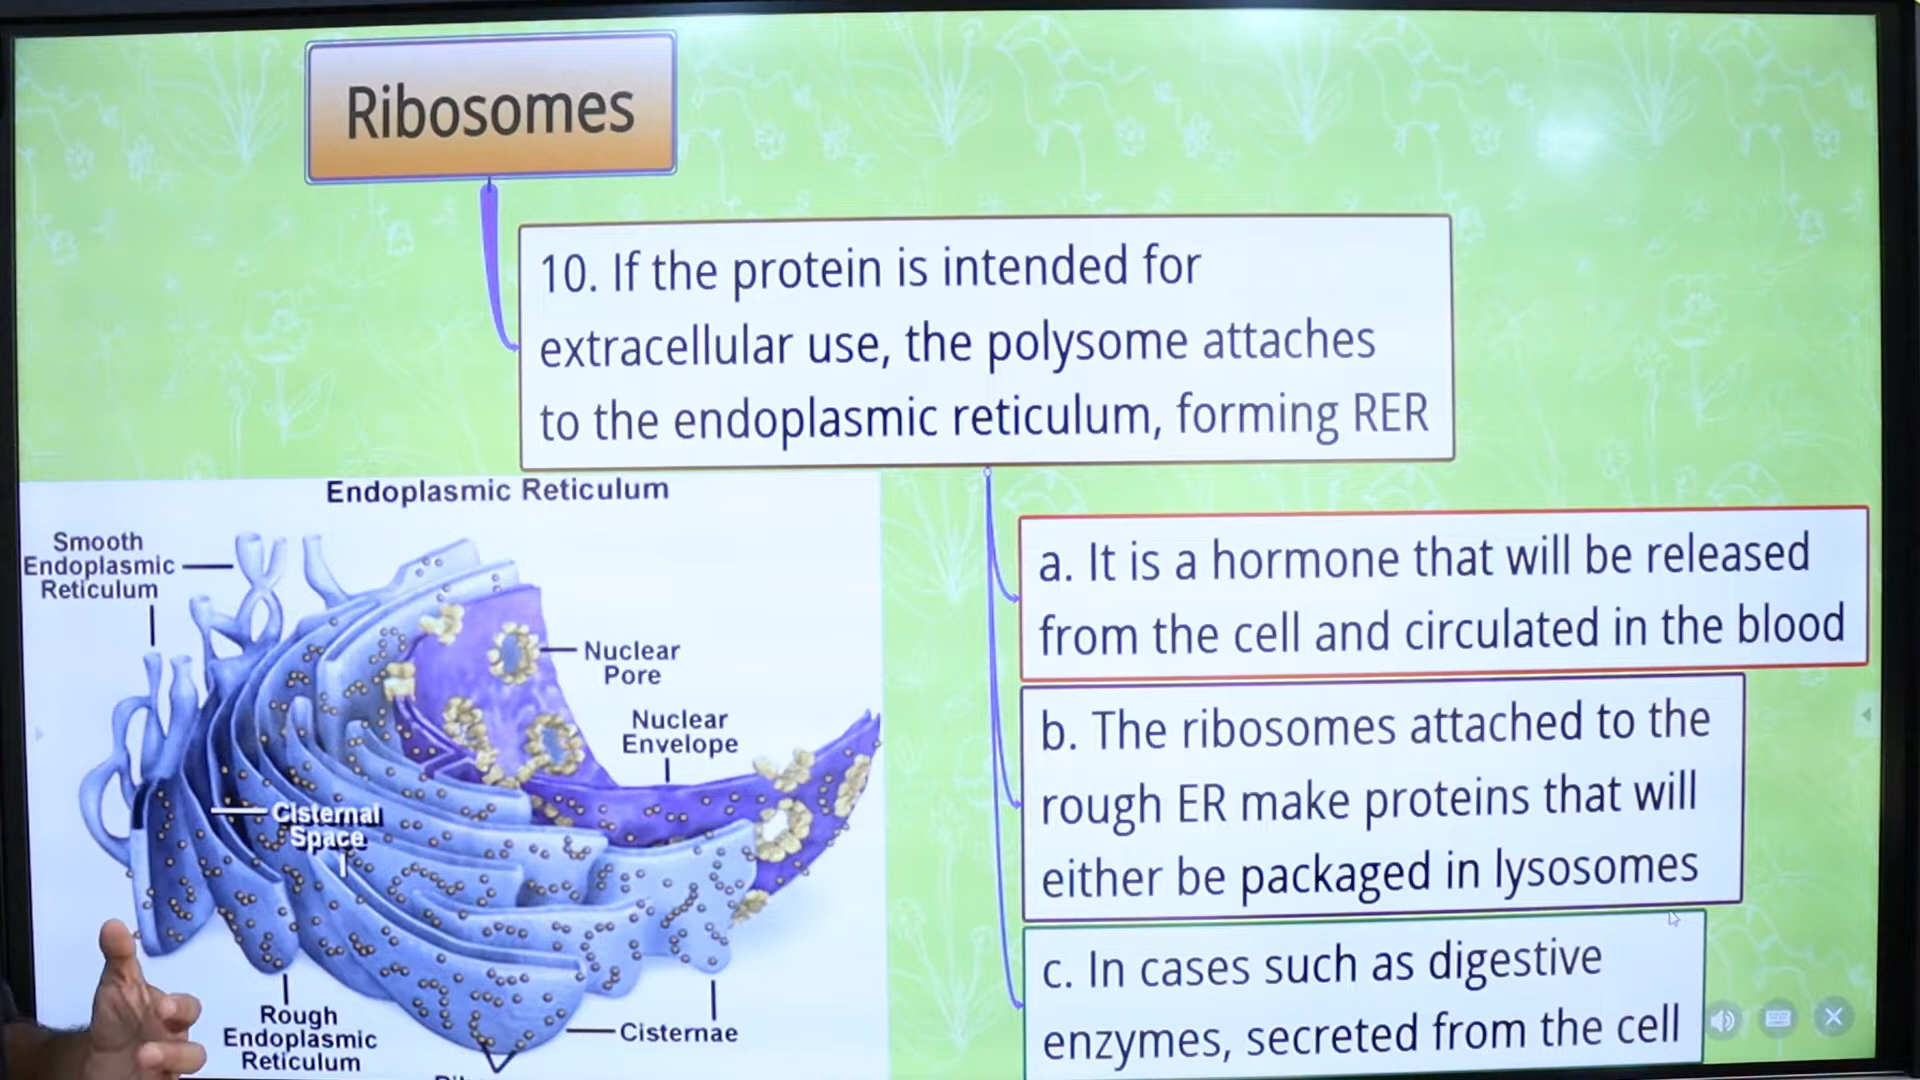 Ribosomes
10. If the protein is intended for
extracellular use, the polysome attaches
to the endoplasmic reticulum, forming RER
Endoplasmic Reticulum
Smooth
Endoplasmic
Reticulum
Nuclear
Pore
Nuclear
Envelope
Cisternal
Space
Rough
Endoplasmic
Reticulum
Cisternae
a. It is a hormone that will be released
from the cell and circulated in the blood
b. The ribosomes attached to the
rough ER make proteins that will
either be packaged in lysosomes
c. In cases such as digestive
enzymes, secreted from the cell